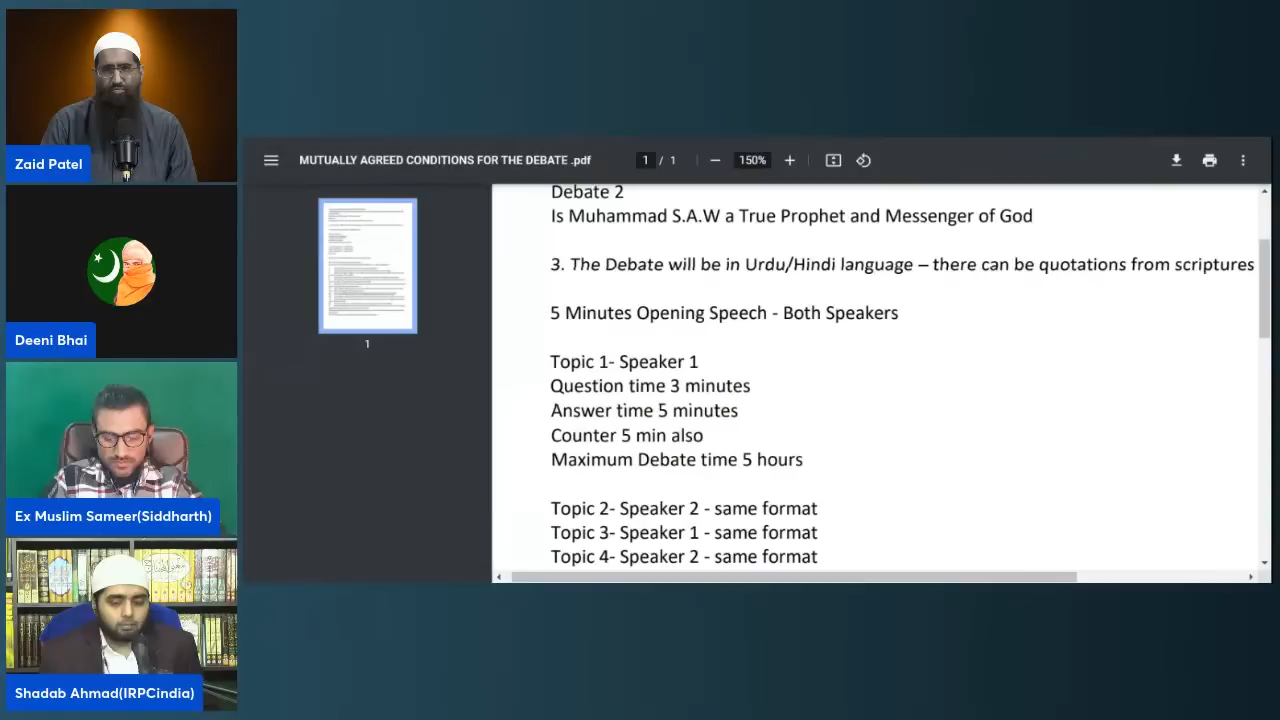 Zaid Patel
Deeni Bhai
Ex Muslim Sameer(Siddharth)
Shadab Ahmad(IRPCindia)
MUTUALLY AGREED CONDITIONS FOR THE DEBATE .pdf
1 / 1
150%
1
Debate 2
Is Muhammad S.A.W a True Prophet and Messenger of God
3. The Debate will be in Urdu/Hindi language – there can be quotations from scriptures
5 Minutes Opening Speech - Both Speakers
Topic 1- Speaker 1
Question time 3 minutes
Answer time 5 minutes
Counter 5 min also
Maximum Debate time 5 hours
Topic 2- Speaker 2 - same format
Topic 3- Speaker 1 - same format
Topic 4- Speaker 2 - same format